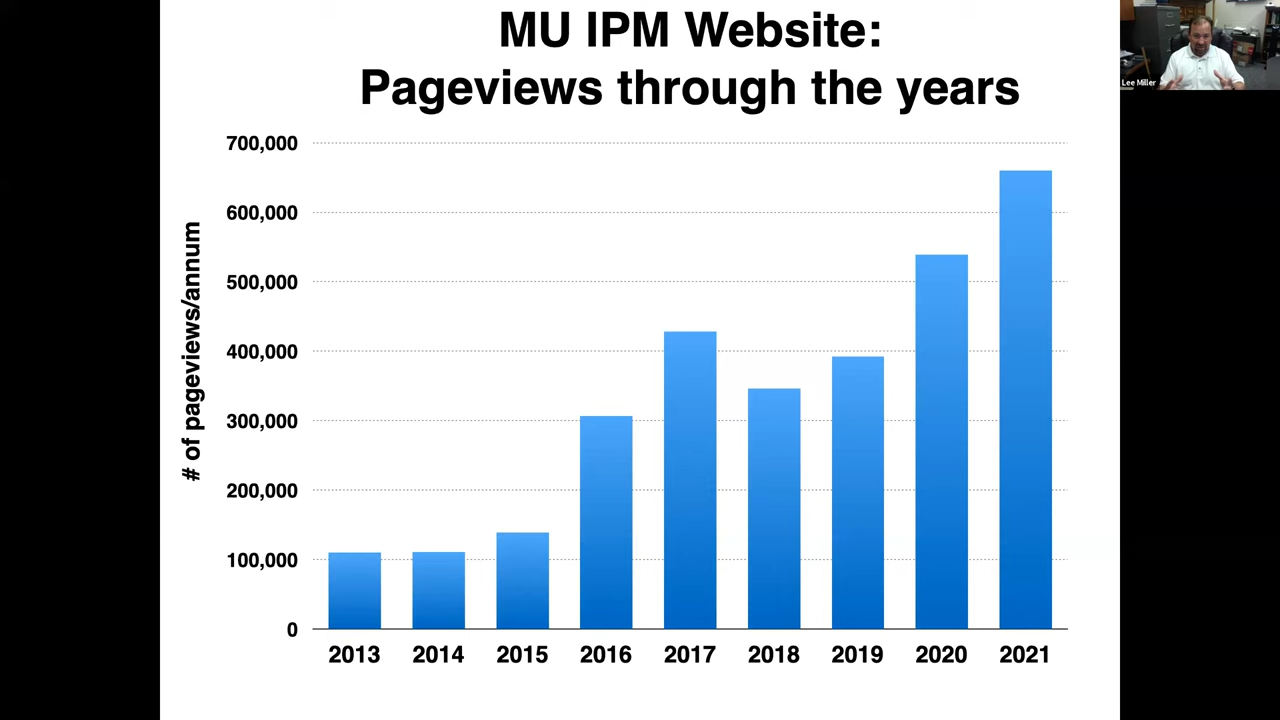 MU IPM Website:
Pageviews through the years
Lee Miller
# of pageviews/annum
700,000
600,000
500,000
400,000
300,000
200,000
100,000
0
2013 2014 2015 2016 2017 2018 2019 2020 2021